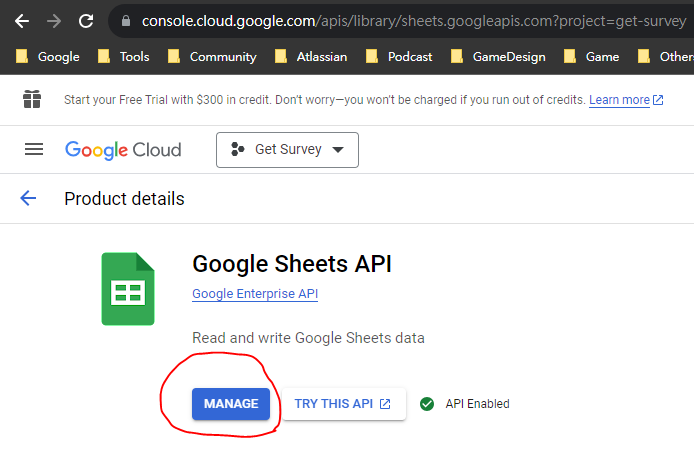 console.cloud.google.com/apis/library/sheets.googleapis.com?project=get-survey
Google Tools Community Atlassian Podcast GameDesign Game Others
Start your Free Trial with $300 in credit. Don't worry—you won't be charged if you run out of credits. Learn more
Google Cloud Get Survey
Product details
Google Sheets API
Google Enterprise API
Read and write Google Sheets data
MANAGE TRY THIS API API Enabled